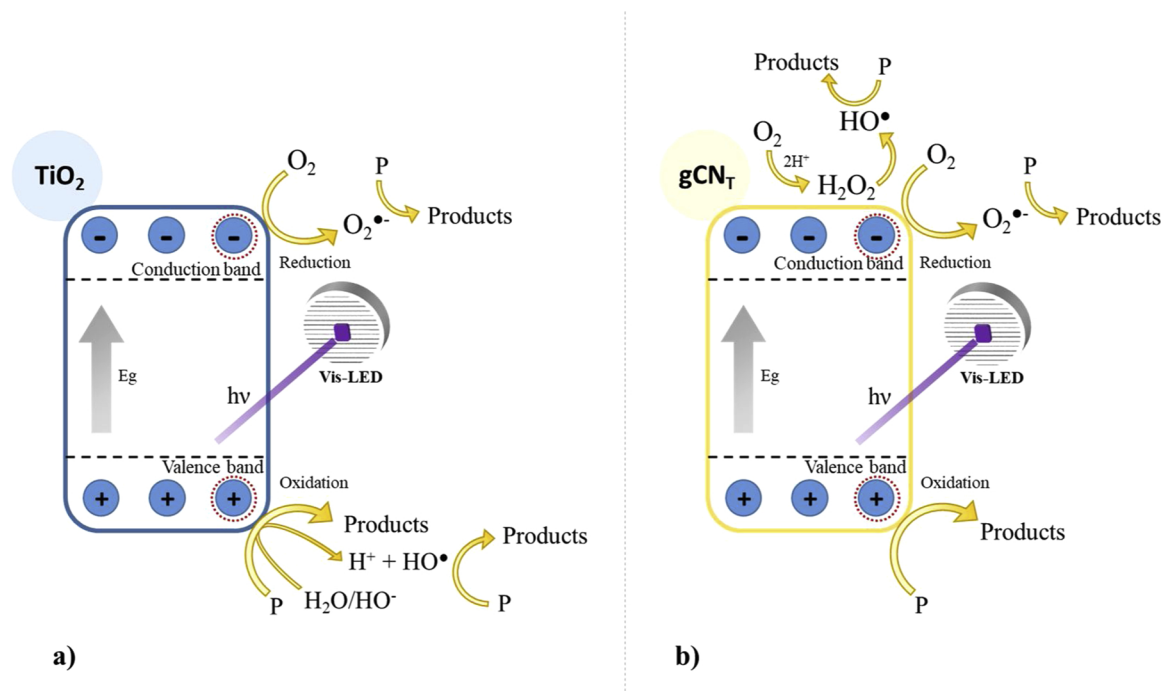 TiO₂
O₂
P
O₂•-
Products
- - -
Conduction band
Reduction
Eg
Vis-LED
hν
Valence band
+ + +
Oxidation
Products
Products
H⁺ + HO•
P
H₂O/HO⁻
P
a)
Products
P
HO•
O₂
2H⁺
H₂O₂
O₂
gCN_T
P
O₂•-
Products
- - -
Conduction band
Reduction
Eg
Vis-LED
hν
Valence band
+ + +
Oxidation
Products
P
b)